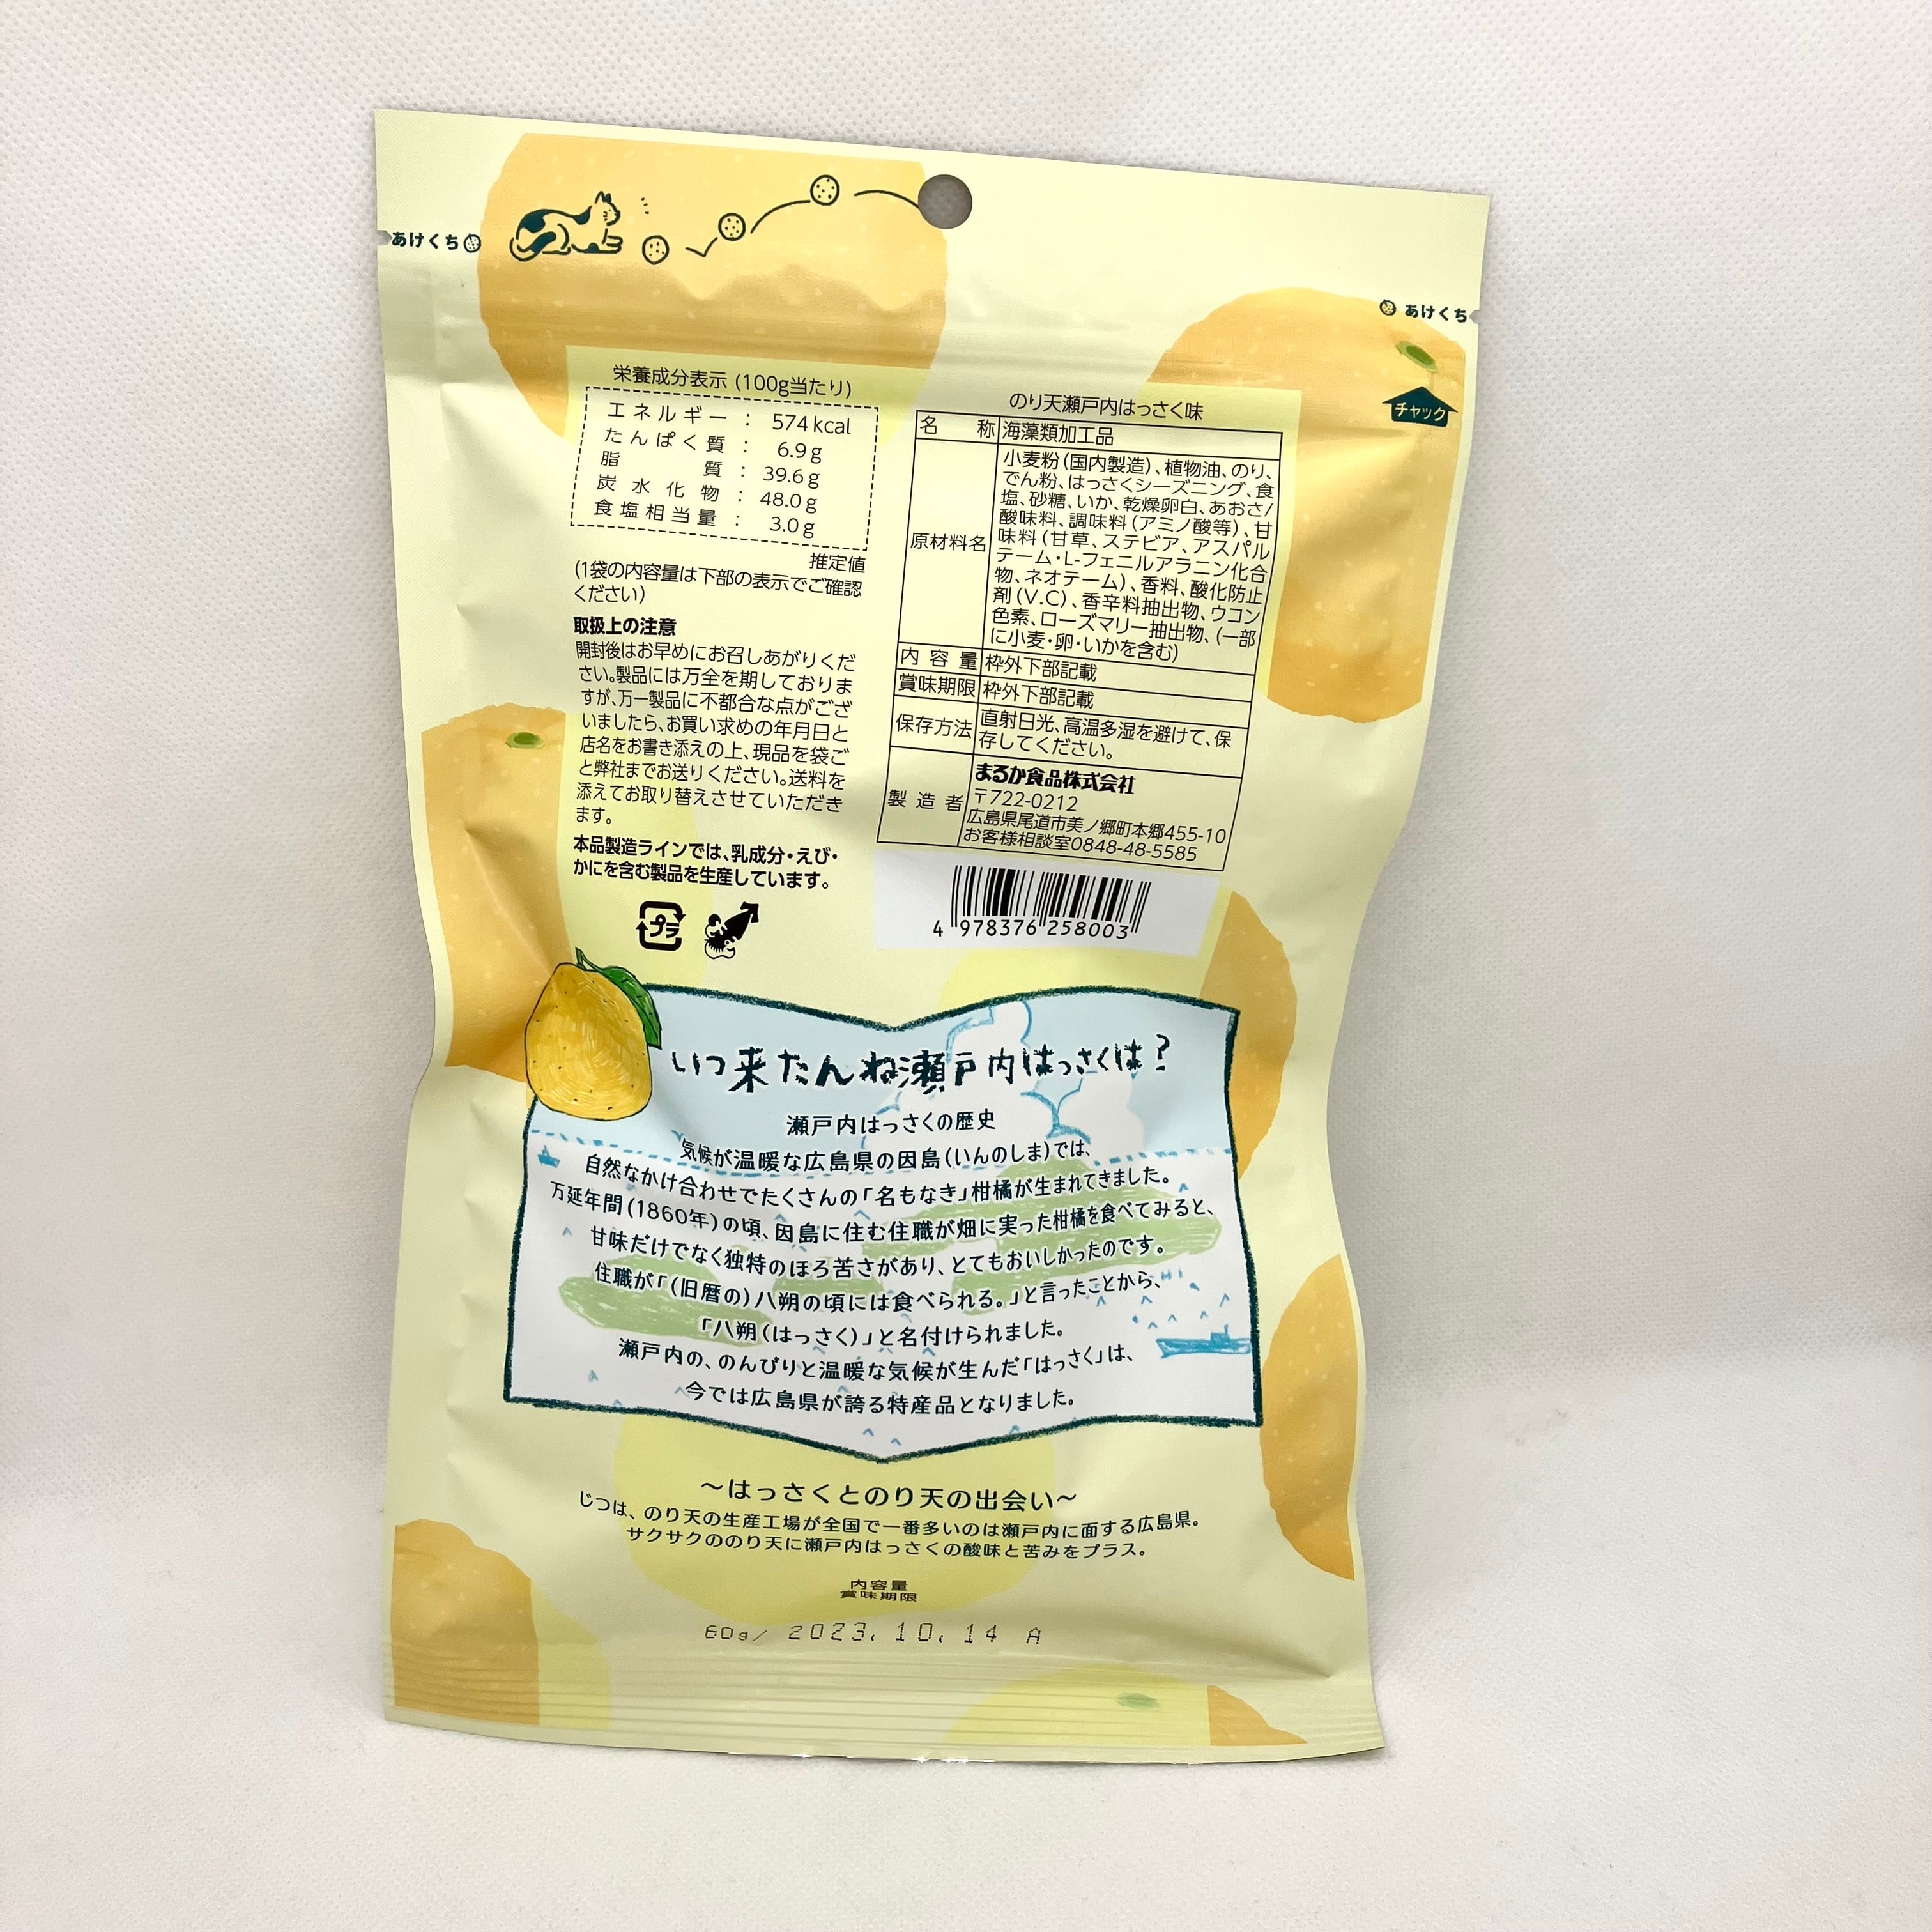 あけくち
あけくち
チャック
栄養成分表示 (100g当たり)
エネルギー : 574kcal
たんぱく質 : 6.9g
脂質 : 39.6g
炭水化物 : 48.0g
食塩相当量 : 3.0g
推定値
(1袋の内容量は下部の表示でご確認
ください)
取扱上の注意
開封後はお早めにお召しあがりくだ
さい。製品には万全を期しておりま
すが、万一製品に不都合な点がござ
いましたら、お買い求めの年月日と
店名をお書き添えの上、現品を袋ご
と弊社までお送りください。送料を
添えてお取り替えさせていただき
ます。
本品製造ラインでは、乳成分・えび・
かにを含む製品を生産しています。
プラ
のり天瀬戸内はっさく味
名称 海藻類加工品
原材料名 小麦粉(国内製造)、植物油、のり、
でん粉、はっさくシーズニング、食
塩、砂糖、いか、乾燥卵白、あおさ/
酸味料、調味料(アミノ酸等)、甘
味料(甘草、ステビア、アスパル
テーム・L-フェニルアラニン化合
物、ネオテーム)、香料、酸化防止
剤(V.C)、香辛料抽出物、ウコン
色素、ローズマリー抽出物、(一部
に小麦・卵・いかを含む)
内容量 枠外下部記載
賞味期限 枠外下部記載
保存方法 直射日光、高温多湿を避けて、保
存してください。
製造者 まるか食品株式会社
〒722-0212
広島県尾道市美ノ郷町本郷455-10
お客様相談室0848-48-5585
4 978376 258003
いつ来たんね瀬戸内はっさくは?
瀬戸内はっさくの歴史
気候が温暖な広島県の因島(いんのしま)では、
自然なかけ合わせでたくさんの「名もなき」柑橘が生まれてきました。
万延年間(1860年)の頃、因島に住む住職が畑に実った柑橘を食べてみると、
甘味だけでなく独特のほろ苦さがあり、とてもおいしかったのです。
住職が「(旧暦の)八朔の頃には食べられる。」と言ったことから、
「八朔(はっさく)」と名付けられました。
瀬戸内の、のんびりと温暖な気候が生んだ「はっさく」は、
今では広島県が誇る特産品となりました。
〜はっさくとのり天の出会い〜
じつは、のり天の生産工場が全国で一番多いのは瀬戸内に面する広島県。
サクサクののり天に瀬戸内はっさくの酸味と苦みをプラス。
内容量
賞味期限
60g/ 2023.10.14 A